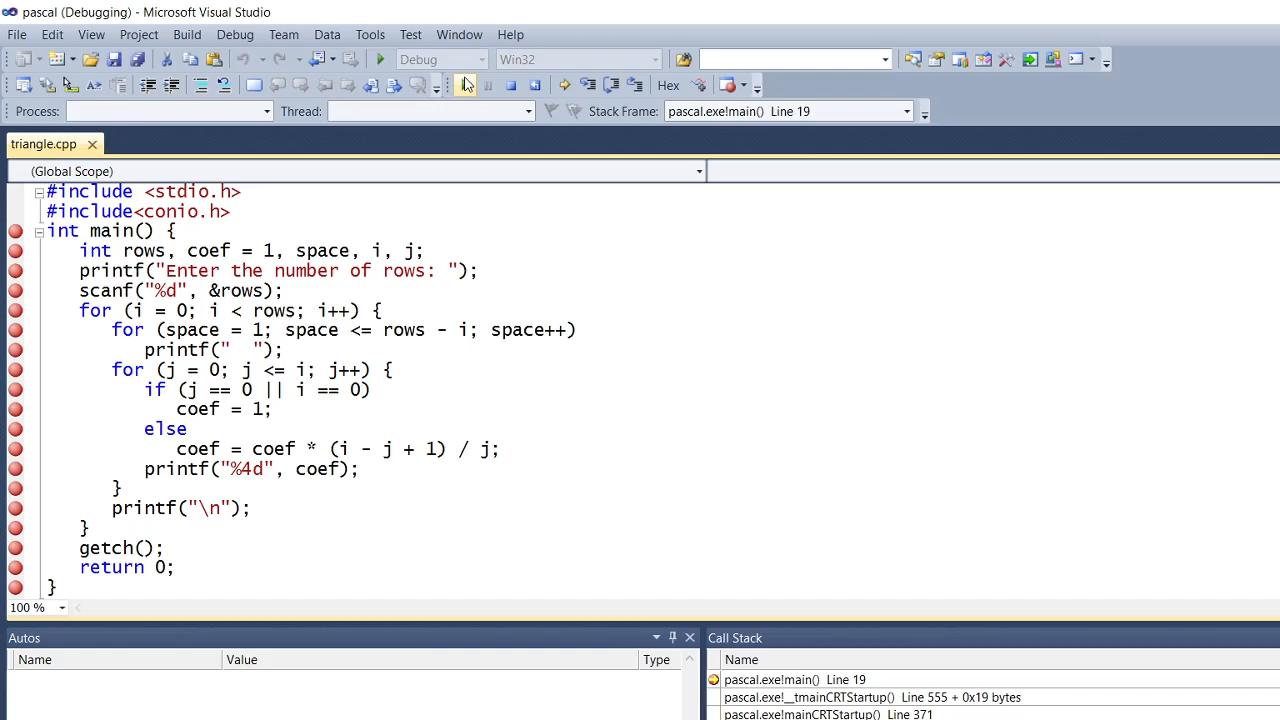 pascal (Debugging) - Microsoft Visual Studio
File Edit View Project Build Debug Team Data Tools Test Window Help
Debug Win32
Hex
Process: Thread: Stack Frame: pascal.exe!main() Line 19
triangle.cpp
(Global Scope)
#include <stdio.h>
#include<conio.h>
int main() {
int rows, coef = 1, space, i, j;
printf("Enter the number of rows: ");
scanf("%d", &rows);
for (i = 0; i < rows; i++) {
for (space = 1; space <= rows - i; space++)
printf("  ");
for (j = 0; j <= i; j++) {
if (j == 0 || i == 0)
coef = 1;
else
coef = coef * (i - j + 1) / j;
printf("%4d", coef);
}
printf("\n");
}
getch();
return 0;
}
100 %
Autos
Name Value Type
Call Stack
Name
pascal.exe!main() Line 19
pascal.exe!__tmainCRTStartup() Line 555 + 0x19 bytes
pascal.exe!mainCRTStartup() Line 371